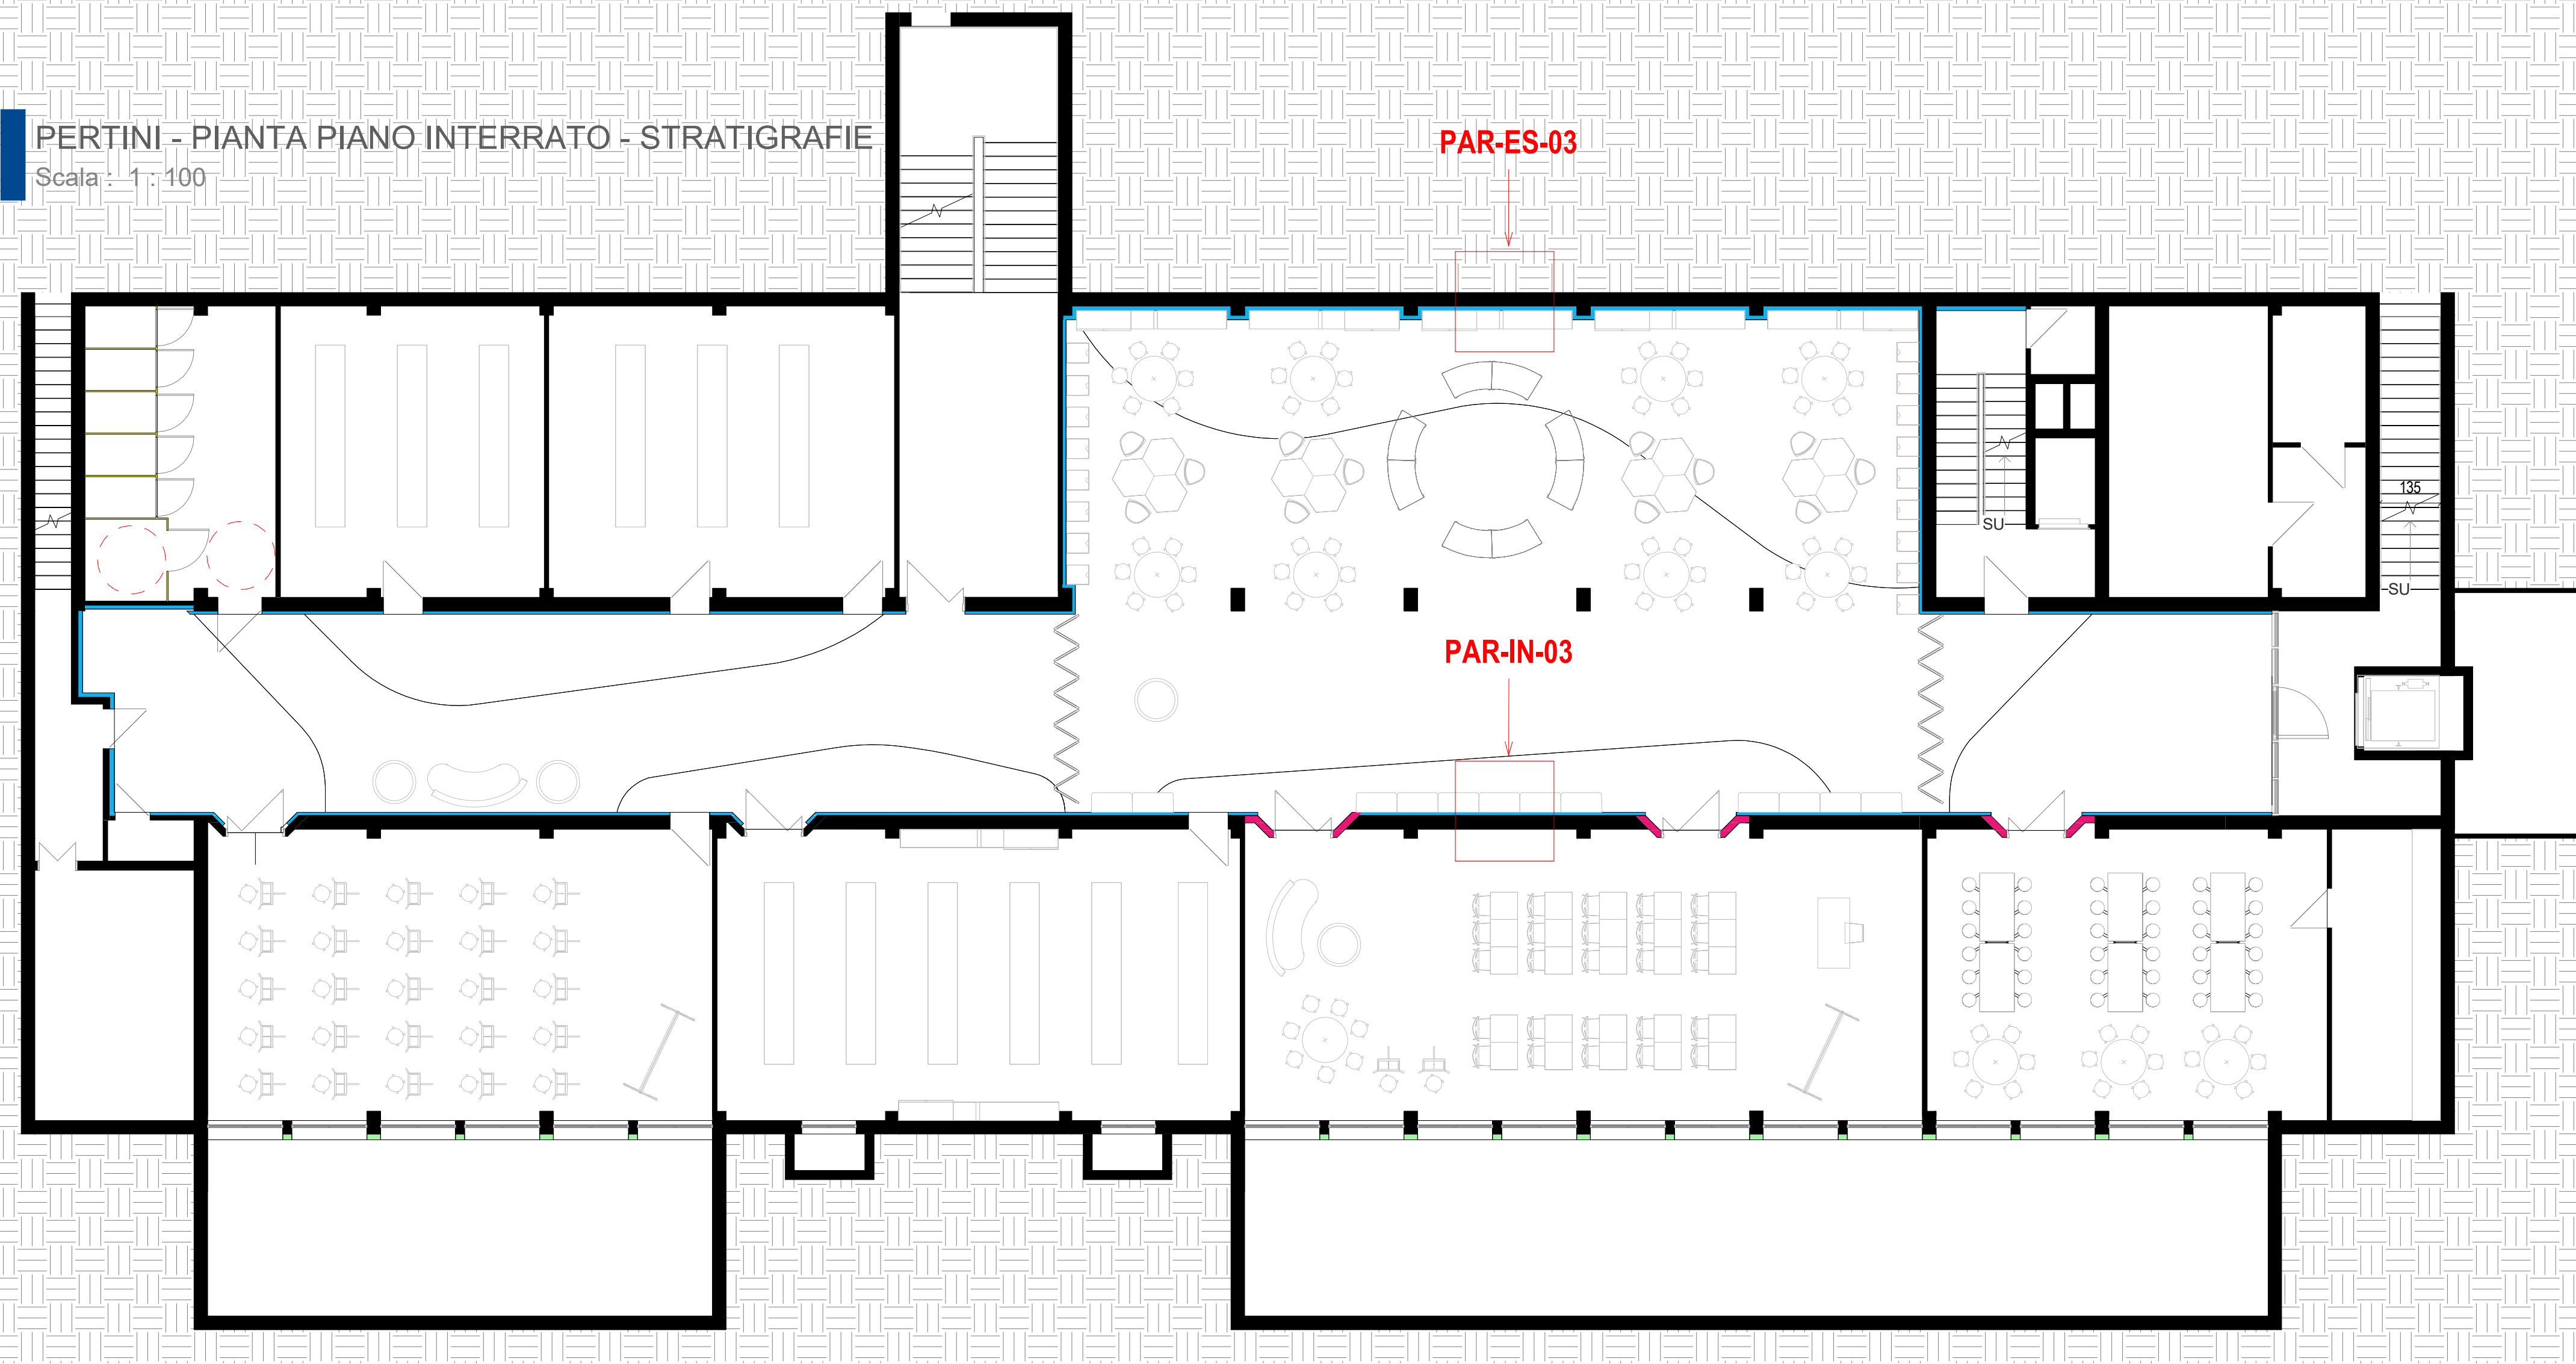 PERTINI - PIANTA PIANO INTERRATO - STRATIGRAFIE
Scala : 1 : 100
PAR-ES-03
135
SU
SU
PAR-IN-03